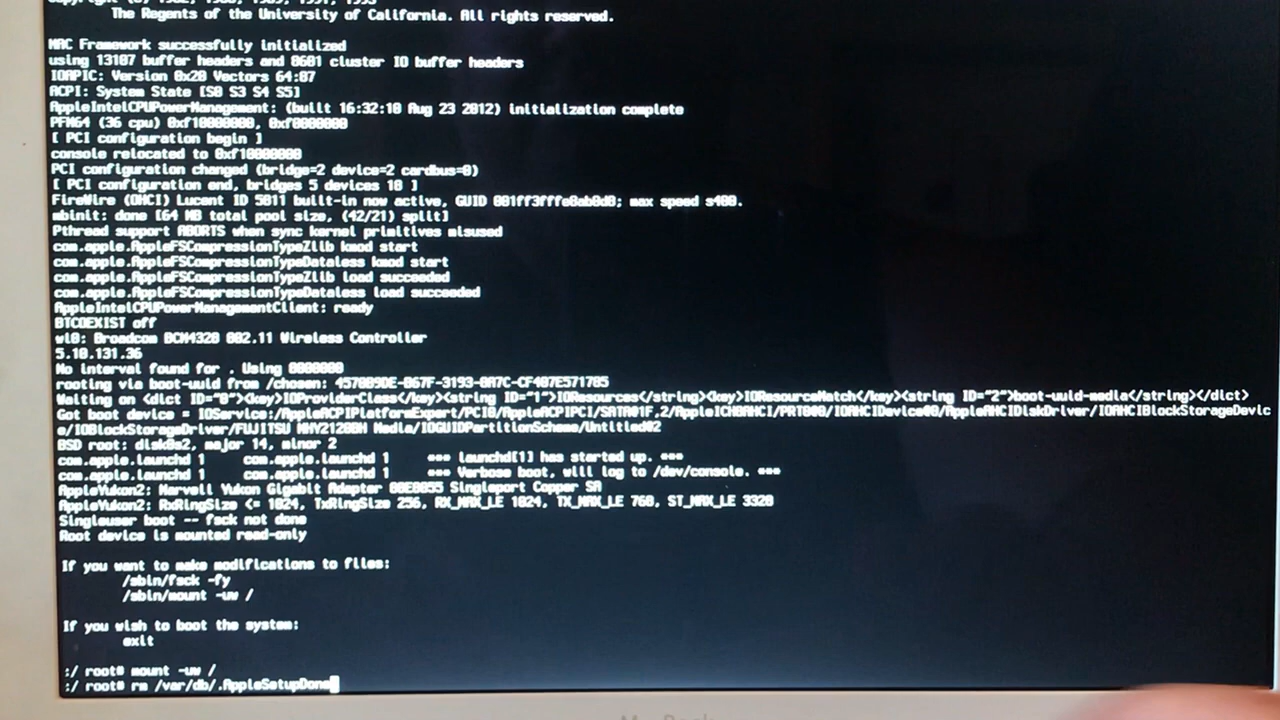 The Regents of the University of California. All rights reserved.
MAC Framework successfully initialized
using 13107 buffer headers and 8681 cluster IO buffer headers
IOAPIC: Version 0x20 Vectors 64:87
ACPI: System State [S0 S3 S4 S5]
AppleIntelCPUPowerManagement: (built 16:32:10 Aug 23 2012) initialization complete
PFM64 (36 cpu) 0xf10000000, 0xf0000000
[ PCI configuration begin ]
console relocated to 0xf10000000
PCI configuration changed (bridge=2 device=2 cardbus=0)
[ PCI configuration end, bridges 5 devices 18 ]
FireWire (OHCI) Lucent ID 5811 built-in now active, GUID 001ff3fffe0ab0d8; max speed s400.
mbinit: done [64 MB total pool size, (42/21) split]
Pthread support ABORTS when sync kernel primitives misused
com.apple.AppleFSCompressionTypeZlib kmod start
com.apple.AppleFSCompressionTypeDataless kmod start
com.apple.AppleFSCompressionTypeZlib load succeeded
com.apple.AppleFSCompressionTypeDataless load succeeded
AppleIntelCPUPowerManagementClient: ready
BTCOEXIST off
wl0: Broadcom BCM4328 802.11 Wireless Controller
5.10.131.36
No interval found for . Using 8000000
rooting via boot-uuid from /chosen: 457889DE-B67F-3193-8A7C-CF487E571785
Waiting on <dict ID="0"><key>IOProviderClass</key><string ID="1">IOResources</string><key>IOResourceMatch</key><string ID="2">boot-uuid-media</string></dict>
Got boot device = IOService:/AppleACPIPlatformExpert/PCI0/AppleACPIPCI/SATA@1F,2/AppleICH8AHCI/PRT0@0/IOAHCIDevice@0/AppleAHCIDiskDriver/IOAHCIBlockStorageDevic
e/IOBlockStorageDriver/FUJITSU MHY2120BH Media/IOGUIDPartitionScheme/Untitled@2
BSD root: disk0s2, major 14, minor 2
com.apple.launchd 1 com.apple.launchd 1 *** launchd[1] has started up. ***
com.apple.launchd 1 com.apple.launchd 1 *** Verbose boot, will log to /dev/console. ***
AppleYukon2: Marvell Yukon Gigabit Adapter 88E8055 Singleport Copper SA
AppleYukon2: RxRingSize <= 1024, TxRingSize 256, RX_MAX_LE 1024, TX_MAX_LE 768, ST_MAX_LE 3328
Singleuser boot -- fsck not done
Root device is mounted read-only
If you want to make modifications to files:
/sbin/fsck -fy
/sbin/mount -uw /
If you wish to boot the system:
exit
:/ root# mount -uw /
:/ root# rm /var/db/.AppleSetupDone